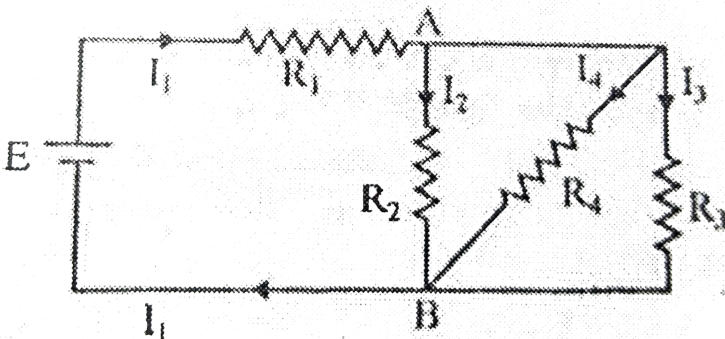 A
I₁
R₁
I₂
I₄
I₃
E
R₂
R₄
R₃
I₁
B